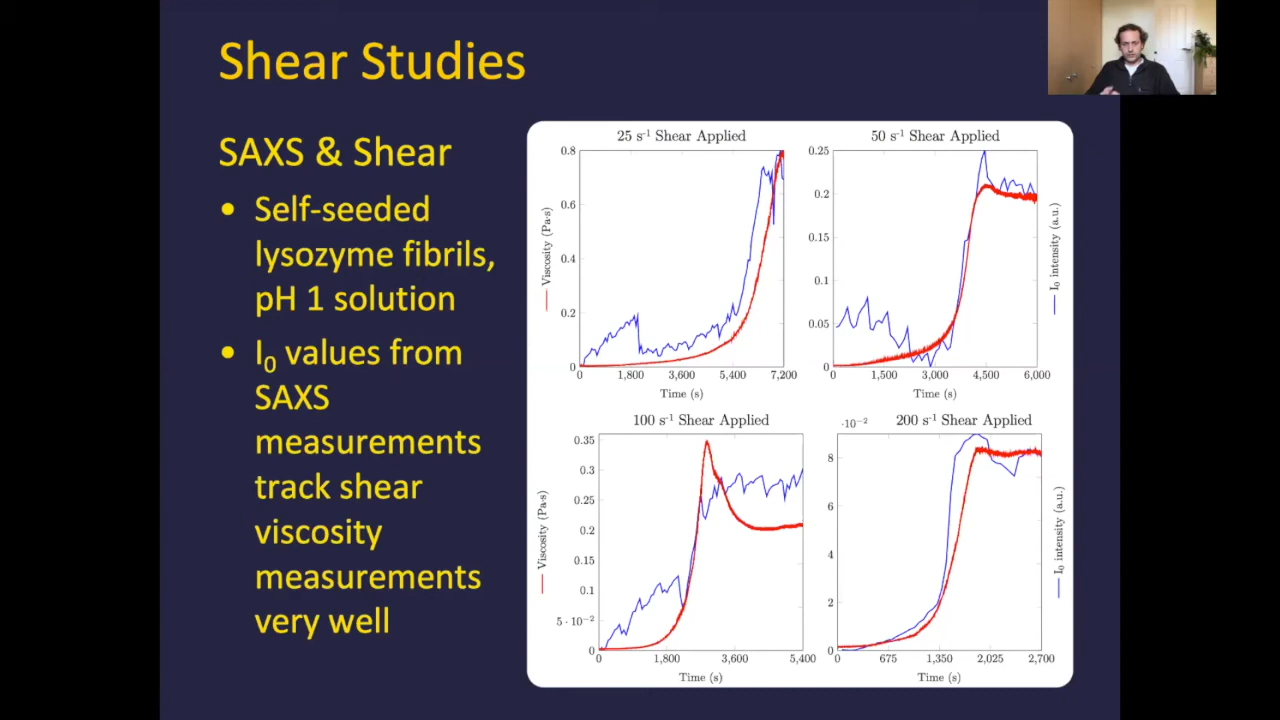 Shear Studies
SAXS & Shear
• Self-seeded
lysozyme fibrils,
pH 1 solution
• I₀ values from
SAXS
measurements
track shear
viscosity
measurements
very well
25 s⁻¹ Shear Applied
0.8
0.6
0.4
0.2
0
0 1,800 3,600 5,400 7,200
Time (s)
Viscosity (Pa·s)
50 s⁻¹ Shear Applied
0.25
0.2
0.15
0.1
0.05
0
0 1,500 3,000 4,500 6,000
Time (s)
I₀ intensity (a.u.)
100 s⁻¹ Shear Applied
0.35
0.3
0.25
0.2
0.15
0.1
5 · 10⁻²
0
0 1,800 3,600 5,400
Time (s)
Viscosity (Pa·s)
·10⁻² 200 s⁻¹ Shear Applied
8
6
4
2
0
0 675 1,350 2,025 2,700
Time (s)
I₀ intensity (a.u.)